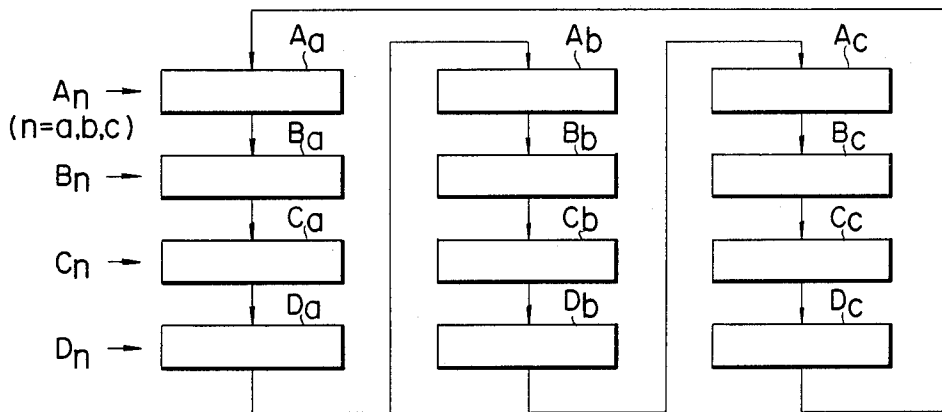 Aa Ab Ac
An
(n=a,b,c)
Ba Bb Bc
Bn
Ca Cb Cc
Cn
Da Db Dc
Dn